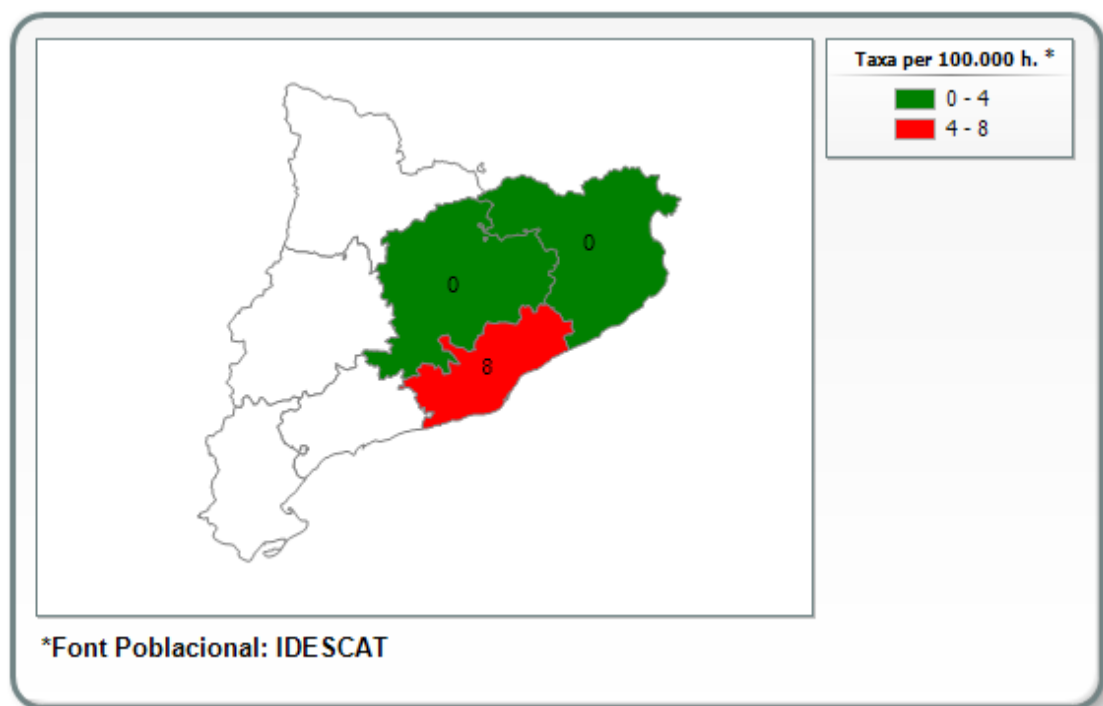 Taxa per 100.000 h. *
0 - 4
4 - 8
0
0
8
*Font Poblacional: IDESCAT